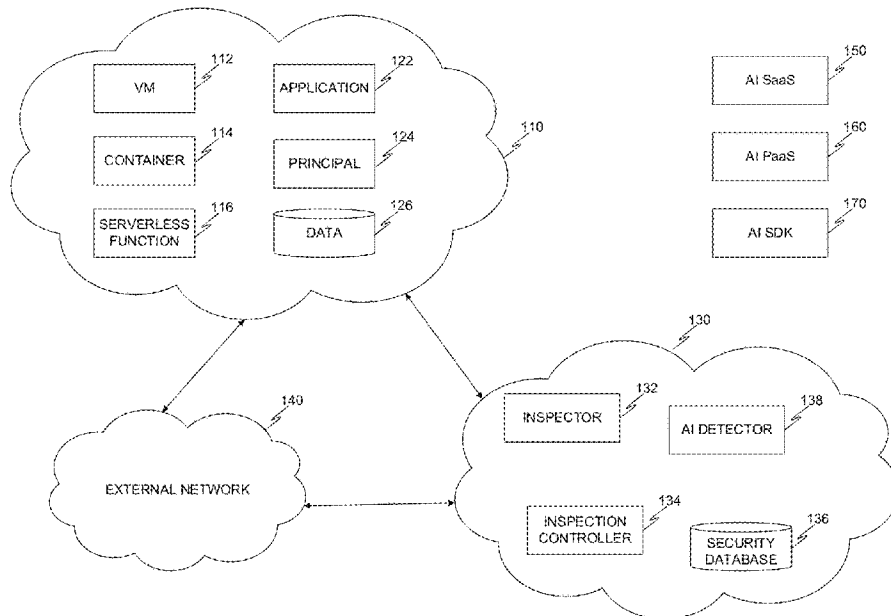 112
VM
122
APPLICATION
110
114
CONTAINER
124
PRINCIPAL
116
SERVERLESS
FUNCTION
126
DATA
150
AI SaaS
160
AI PaaS
170
AI SDK
130
132
INSPECTOR
138
AI DETECTOR
134
INSPECTION
CONTROLLER
136
SECURITY
DATABASE
140
EXTERNAL NETWORK